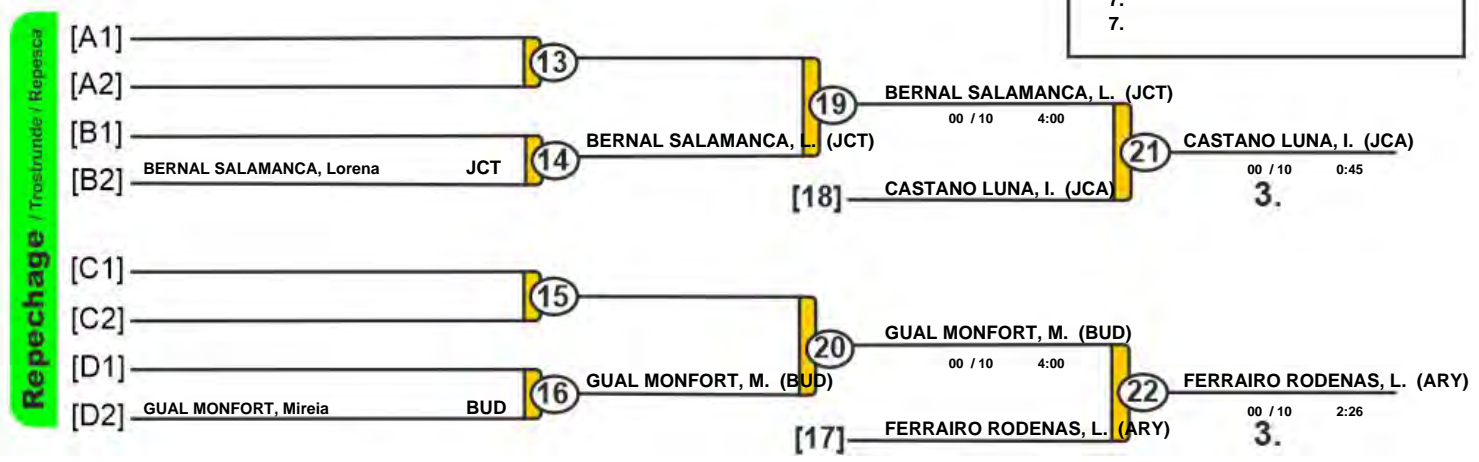 7.
7.
Repechage / Trostrunde / Repesca
[A1]
13
[A2]
19
BERNAL SALAMANCA, L. (JCT)
00 / 10 4:00
[B1]
14
BERNAL SALAMANCA, L. (JCT)
21
CASTANO LUNA, I. (JCA)
00 / 10 0:45
3.
[B2]
BERNAL SALAMANCA, Lorena JCT
[18]
CASTANO LUNA, I. (JCA)
[C1]
15
[C2]
20
GUAL MONFORT, M. (BUD)
00 / 10 4:00
[D1]
16
GUAL MONFORT, M. (BUD)
22
FERRAIRO RODENAS, L. (ARY)
00 / 10 2:26
3.
[D2]
GUAL MONFORT, Mireia BUD
[17]
FERRAIRO RODENAS, L. (ARY)